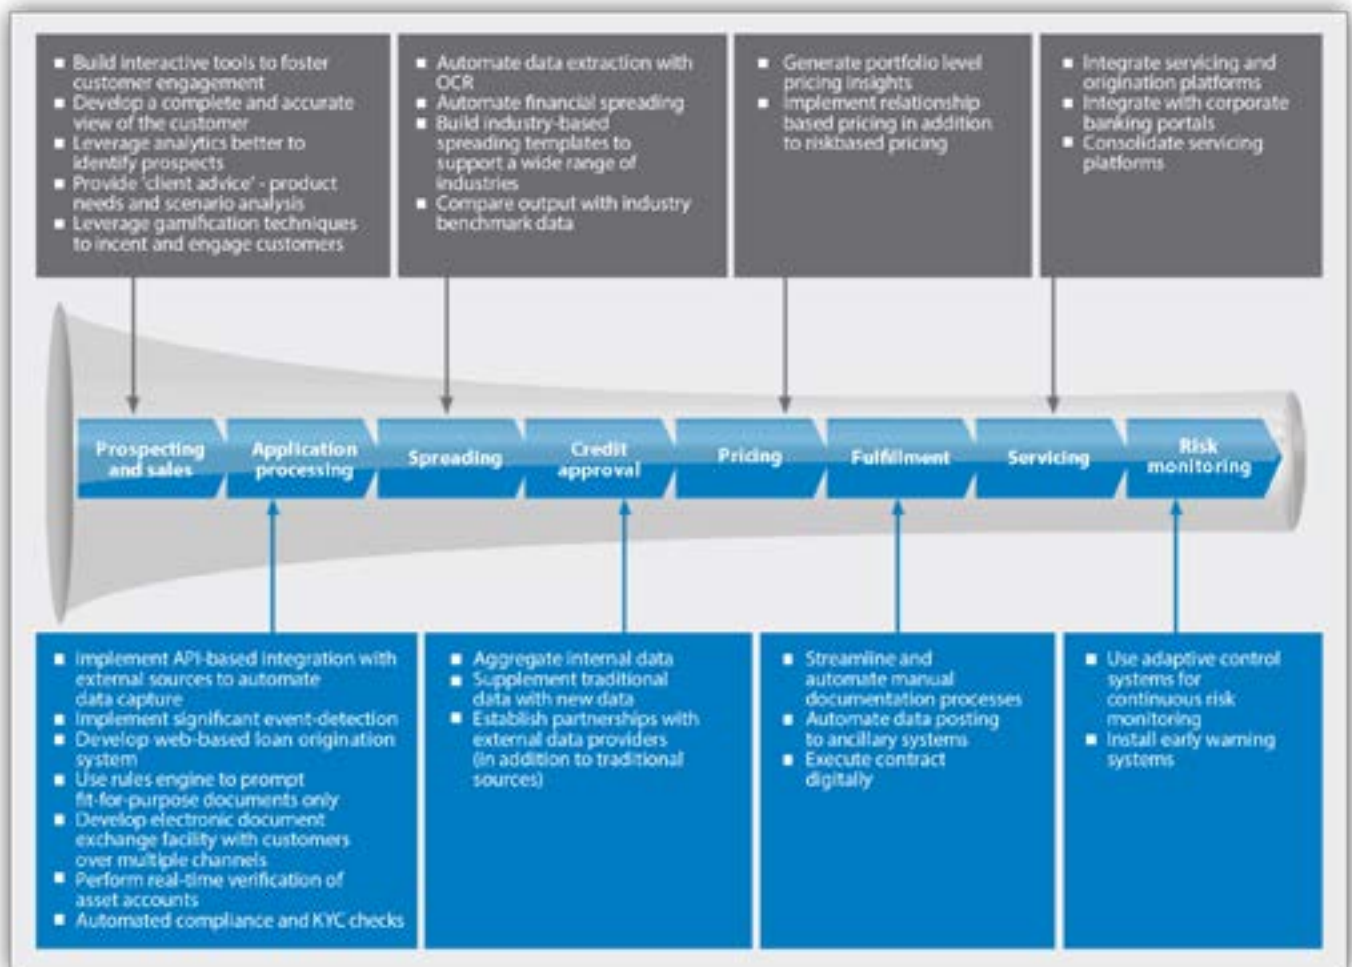 Build interactive tools to foster
customer engagement
Develop a complete and accurate
view of the customer
Leverage analytics better to
identify prospects
Provide 'client advice' - product
needs and scenario analysis
Leverage gamification techniques
to incent and engage customers
Automate data extraction with
OCR
Automate financial spreading
Build industry-based
spreading templates to
support a wide range of
industries
Compare output with industry
benchmark data
Generate portfolio level
pricing insights
Implement relationship
based pricing in addition
to riskbased pricing
Integrate servicing and
origination platforms
Integrate with corporate
banking portals
Consolidate servicing
platforms
Prospecting
and sales
Application
processing
Spreading
Credit
approval
Pricing
Fulfillment
Servicing
Risk
monitoring
Implement API-based integration with
external sources to automate
data capture
Implement significant event-detection
Develop web-based loan origination
system
Use rules engine to prompt
fit-for-purpose documents only
Develop electronic document
exchange facility with customers
over multiple channels
Perform real-time verification of
asset accounts
Automated compliance and KYC checks
Aggregate internal data
Supplement traditional
data with new data
Establish partnerships with
external data providers
(in addition to traditional
sources)
Streamline and
automate manual
documentation processes
Automate data posting
to ancillary systems
Execute contract
digitally
Use adaptive control
systems for
continuous risk
monitoring
Install early warning
systems